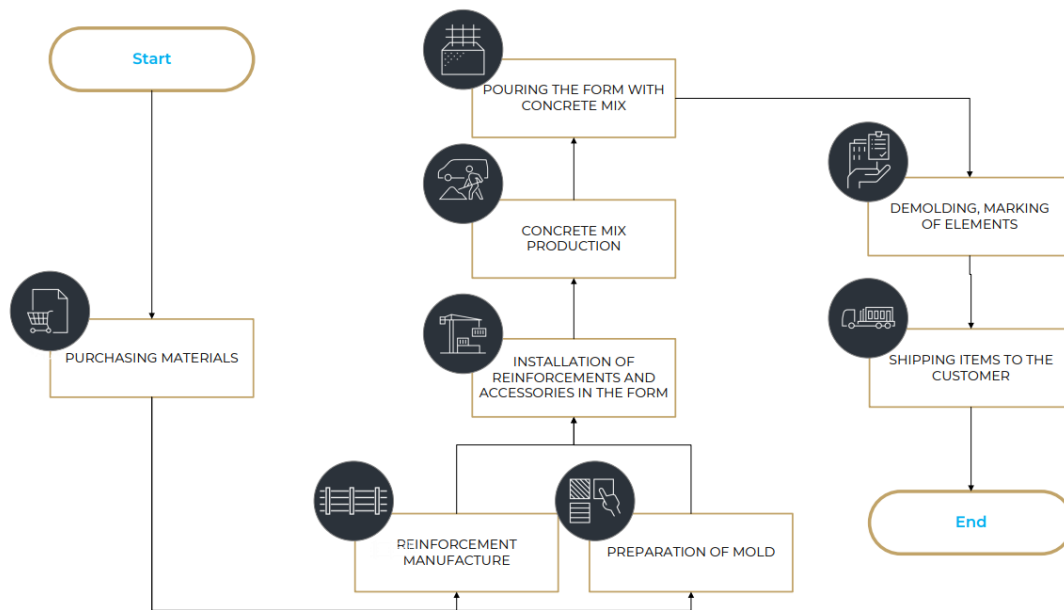 Start
PURCHASING MATERIALS
REINFORCEMENT
MANUFACTURE
PREPARATION OF MOLD
INSTALLATION OF
REINFORCEMENTS AND
ACCESSORIES IN THE FORM
CONCRETE MIX
PRODUCTION
POURING THE FORM WITH
CONCRETE MIX
DEMOLDING, MARKING
OF ELEMENTS
SHIPPING ITEMS TO THE
CUSTOMER
End